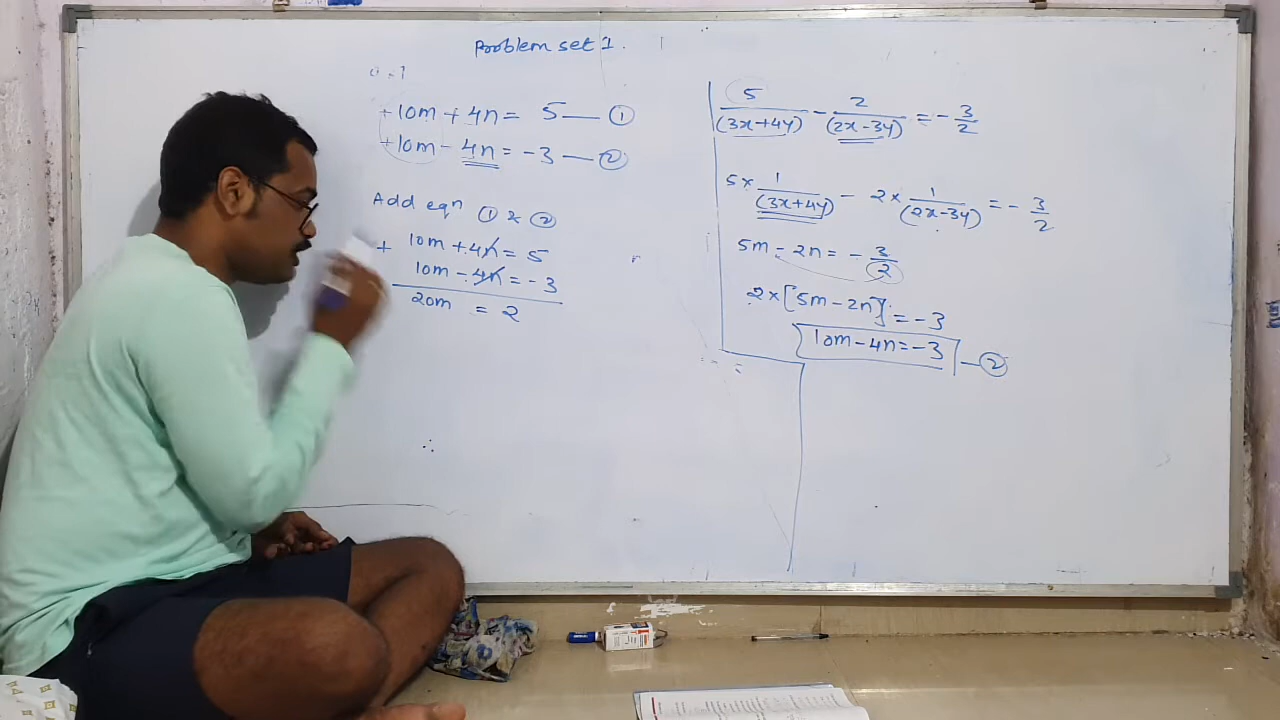 Problem set 1.
+10m + 4n = 5 — ①
+10m - 4n = -3 — ②
Add eqn ① & ②
+ 10m + 4n = 5
10m - 4n = -3
20m = 2
∴
5/(3x+4y) - 2/(2x-3y) = -3/2
5 × 1/(3x+4y) - 2 × 1/(2x-3y) = -3/2
5m - 2n = -3/2
2 × [5m - 2n] = -3
10m - 4n = -3 — ②